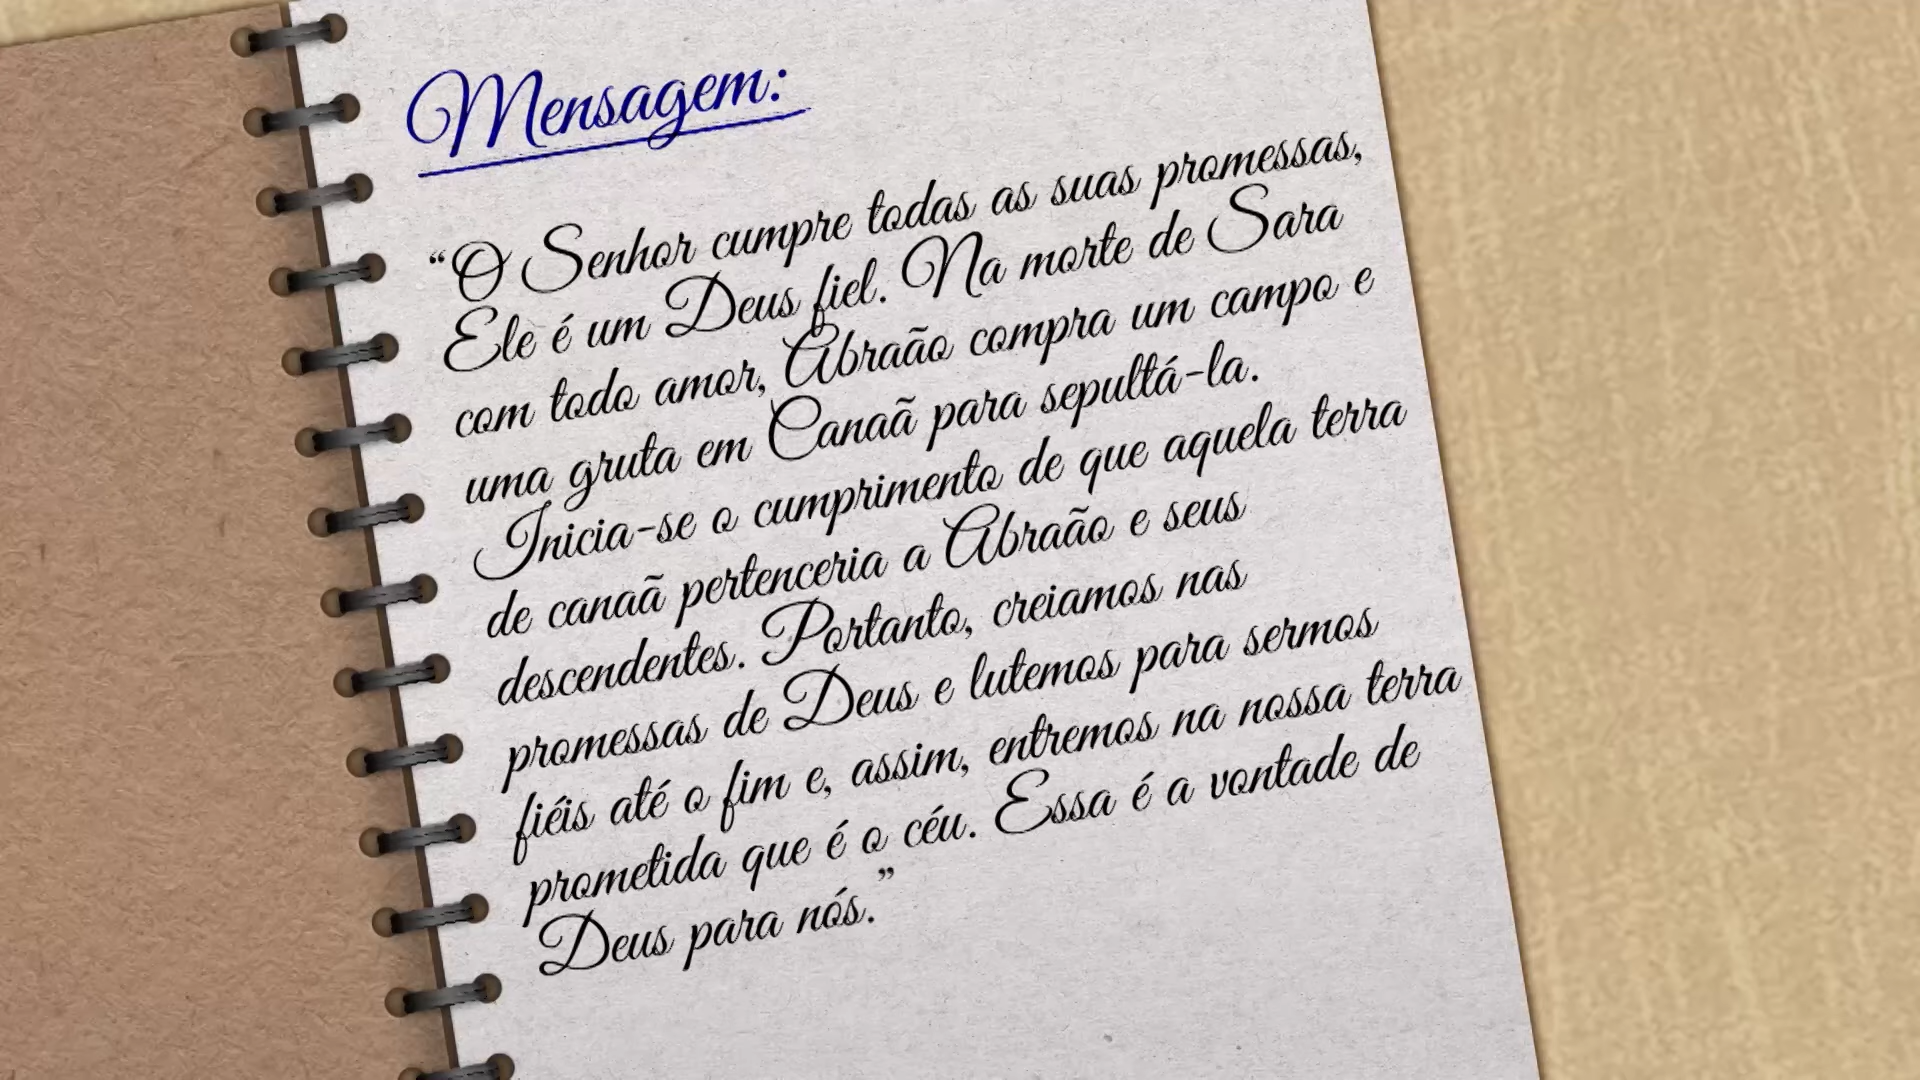 Mensagem:
“O Senhor cumpre todas as suas promessas,
Ele é um Deus fiel. Na morte de Sara
com todo amor, Abraão compra um campo e
uma gruta em Canaã para sepultá-la.
Inicia-se o cumprimento de que aquela terra
de canaã pertenceria a Abraão e seus
descendentes. Portanto, creiamos nas
promessas de Deus e lutemos para sermos
fiéis até o fim e, assim, entremos na nossa terra
prometida que é o céu. Essa é a vontade de
Deus para nós.”